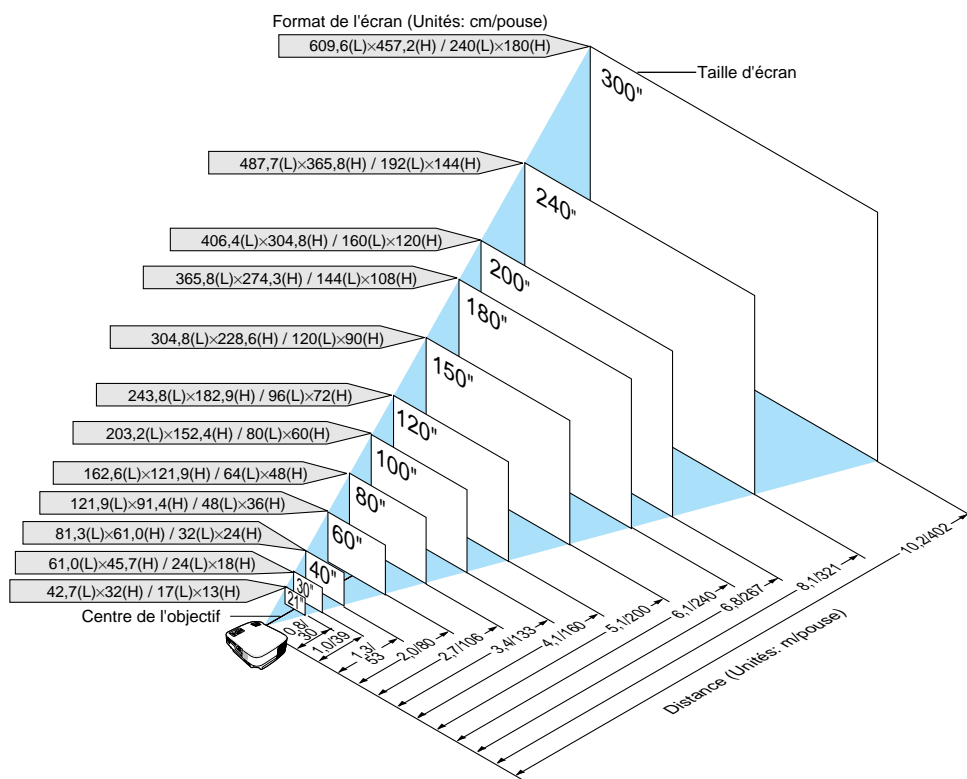 Format de l'écran (Unités: cm/pouse)
609,6(L)×457,2(H) / 240(L)×180(H)
Taille d'écran
300"
487,7(L)×365,8(H) / 192(L)×144(H)
240"
406,4(L)×304,8(H) / 160(L)×120(H)
200"
365,8(L)×274,3(H) / 144(L)×108(H)
180"
304,8(L)×228,6(H) / 120(L)×90(H)
150"
243,8(L)×182,9(H) / 96(L)×72(H)
120"
203,2(L)×152,4(H) / 80(L)×60(H)
100"
162,6(L)×121,9(H) / 64(L)×48(H)
80"
121,9(L)×91,4(H) / 48(L)×36(H)
60"
81,3(L)×61,0(H) / 32(L)×24(H)
40"
61,0(L)×45,7(H) / 24(L)×18(H)
30"
42,7(L)×32(H) / 17(L)×13(H)
21"
Centre de l'objectif
0,8/
30
1,0/39
1,3/
53
2,0/80
2,7/106
3,4/133
4,1/160
5,1/200
6,1/240
6,8/267
8,1/321
10,2/402
Distance (Unités: m/pouse)